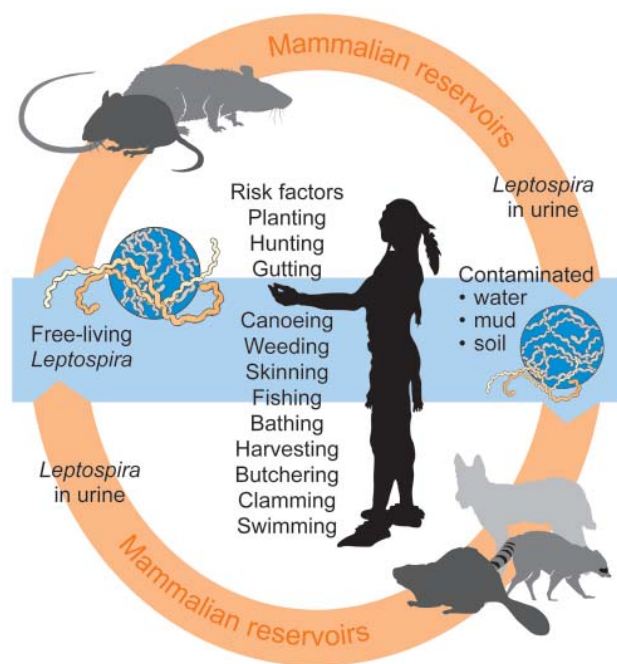 Mammalian reservoirs
Risk factors
Planting
Hunting
Gutting
Canoeing
Weeding
Skinning
Fishing
Bathing
Harvesting
Butchering
Clamming
Swimming
Leptospira
in urine
Contaminated
• water
• mud
• soil
Free-living
Leptospira
Leptospira
in urine
Mammalian reservoirs